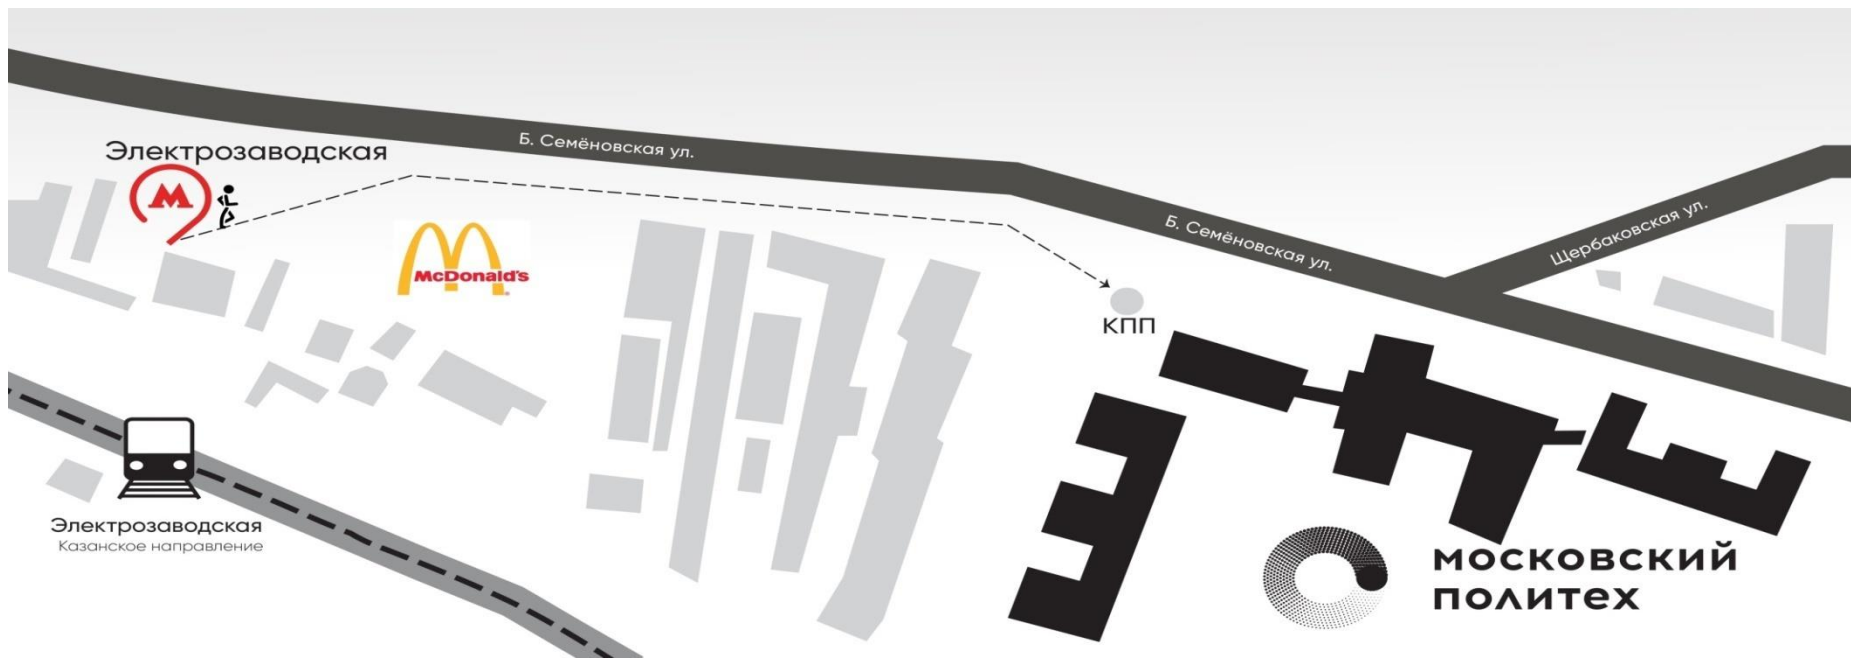 Б. Семёновская ул.
Электрозаводская
М
Б. Семёновская ул.
Щербаковская ул.
McDonald's
КПП
Электрозаводская
Казанское направление
московский
политех